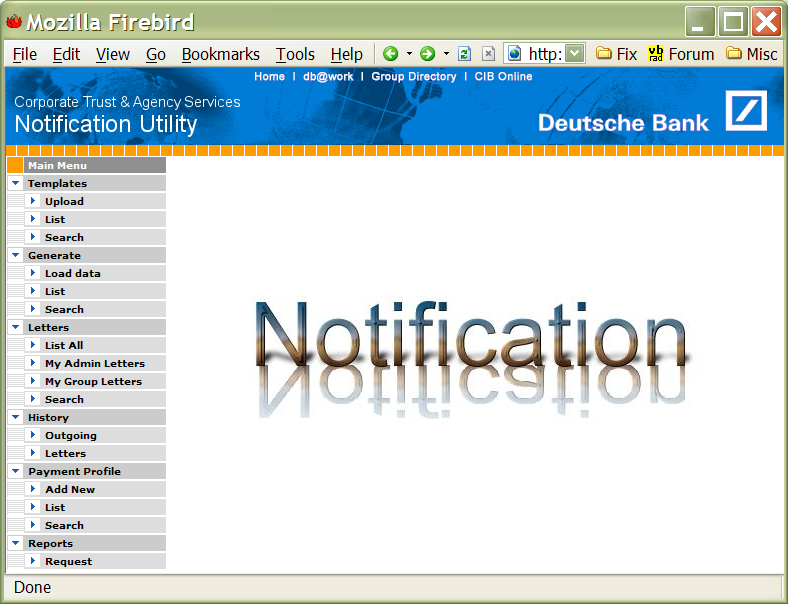 Mozilla Firebird
File Edit View Go Bookmarks Tools Help http: Fix vb rad Forum Misc
Home | db@work | Group Directory | CIB Online
Corporate Trust & Agency Services
Notification Utility
Deutsche Bank
Main Menu
Templates
Upload
List
Search
Generate
Load data
List
Search
Letters
List All
My Admin Letters
My Group Letters
Search
History
Outgoing
Letters
Payment Profile
Add New
List
Search
Reports
Request
Notification
Done